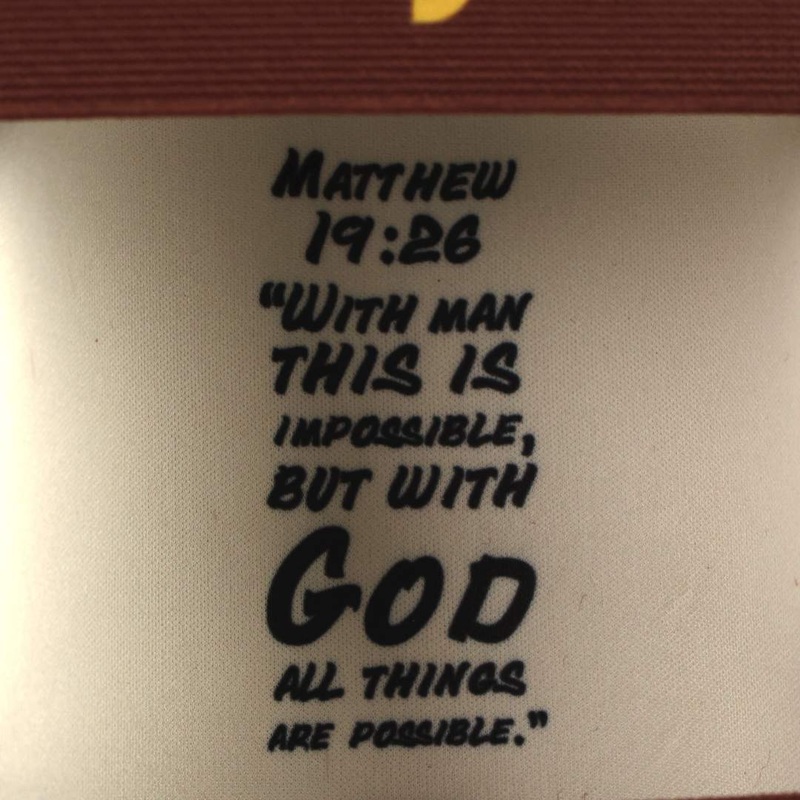 MATTHEW
19:26
“WITH MAN
THIS IS
IMPOSSIBLE,
BUT WITH
GOD
ALL THINGS
ARE POSSIBLE.”